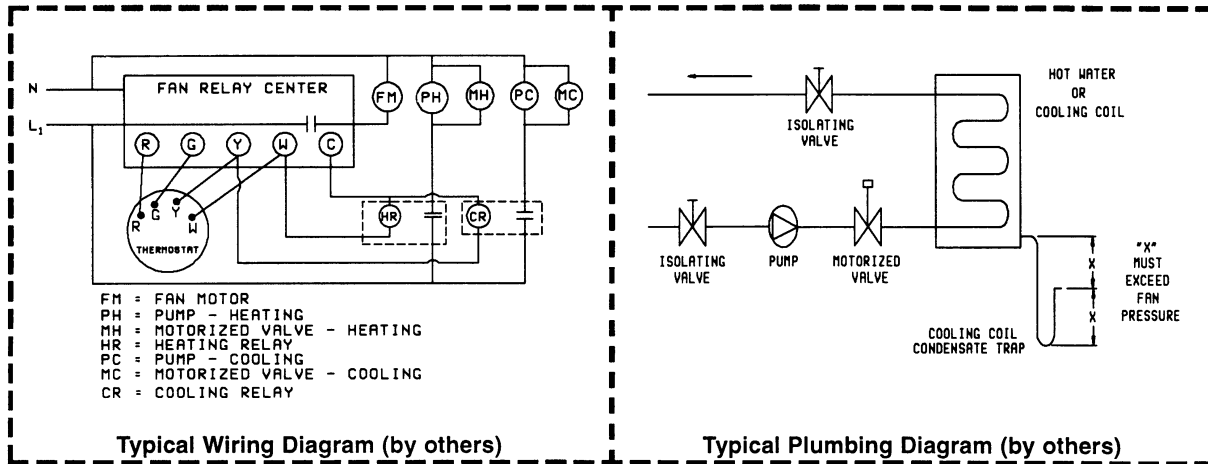 N
FAN RELAY CENTER
L1
R G Y W C
FM PH MH PC MC
R G Y W
THERMOSTAT
HR
CR
FM = FAN MOTOR
PH = PUMP - HEATING
MH = MOTORIZED VALVE - HEATING
HR = HEATING RELAY
PC = PUMP - COOLING
MC = MOTORIZED VALVE - COOLING
CR = COOLING RELAY
Typical Wiring Diagram (by others)
HOT WATER
OR
COOLING COIL
ISOLATING
VALVE
ISOLATING
VALVE
PUMP
MOTORIZED
VALVE
X
X
"X"
MUST
EXCEED
FAN
PRESSURE
COOLING COIL
CONDENSATE TRAP
Typical Plumbing Diagram (by others)